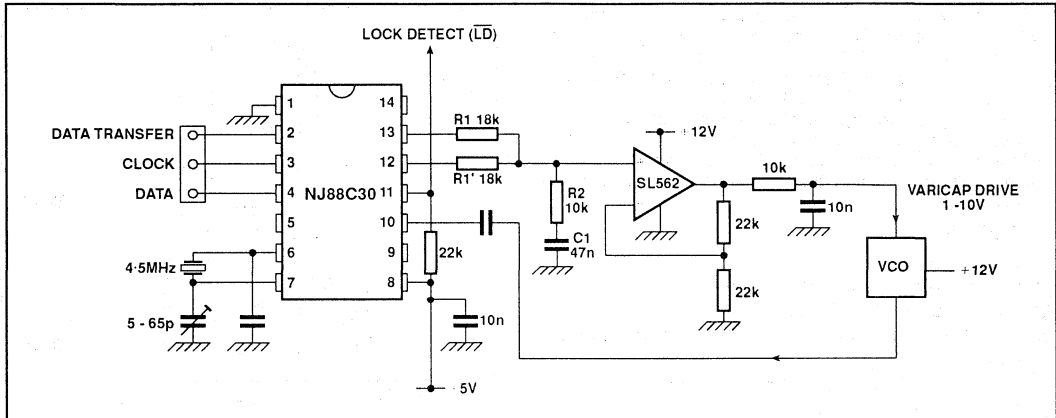 LOCK DETECT (LD)
1
14
DATA TRANSFER
2
13
R1 18k
+12V
CLOCK
3
12
R1' 18k
SL562
10k
DATA
4
NJ88C30
11
R2
10k
VARICAP DRIVE
1 -10V
5
10
C1
47n
22k
10n
6
9
22k
4·5MHz
VCO
+12V
7
8
22k
5 - 65p
10n
5V